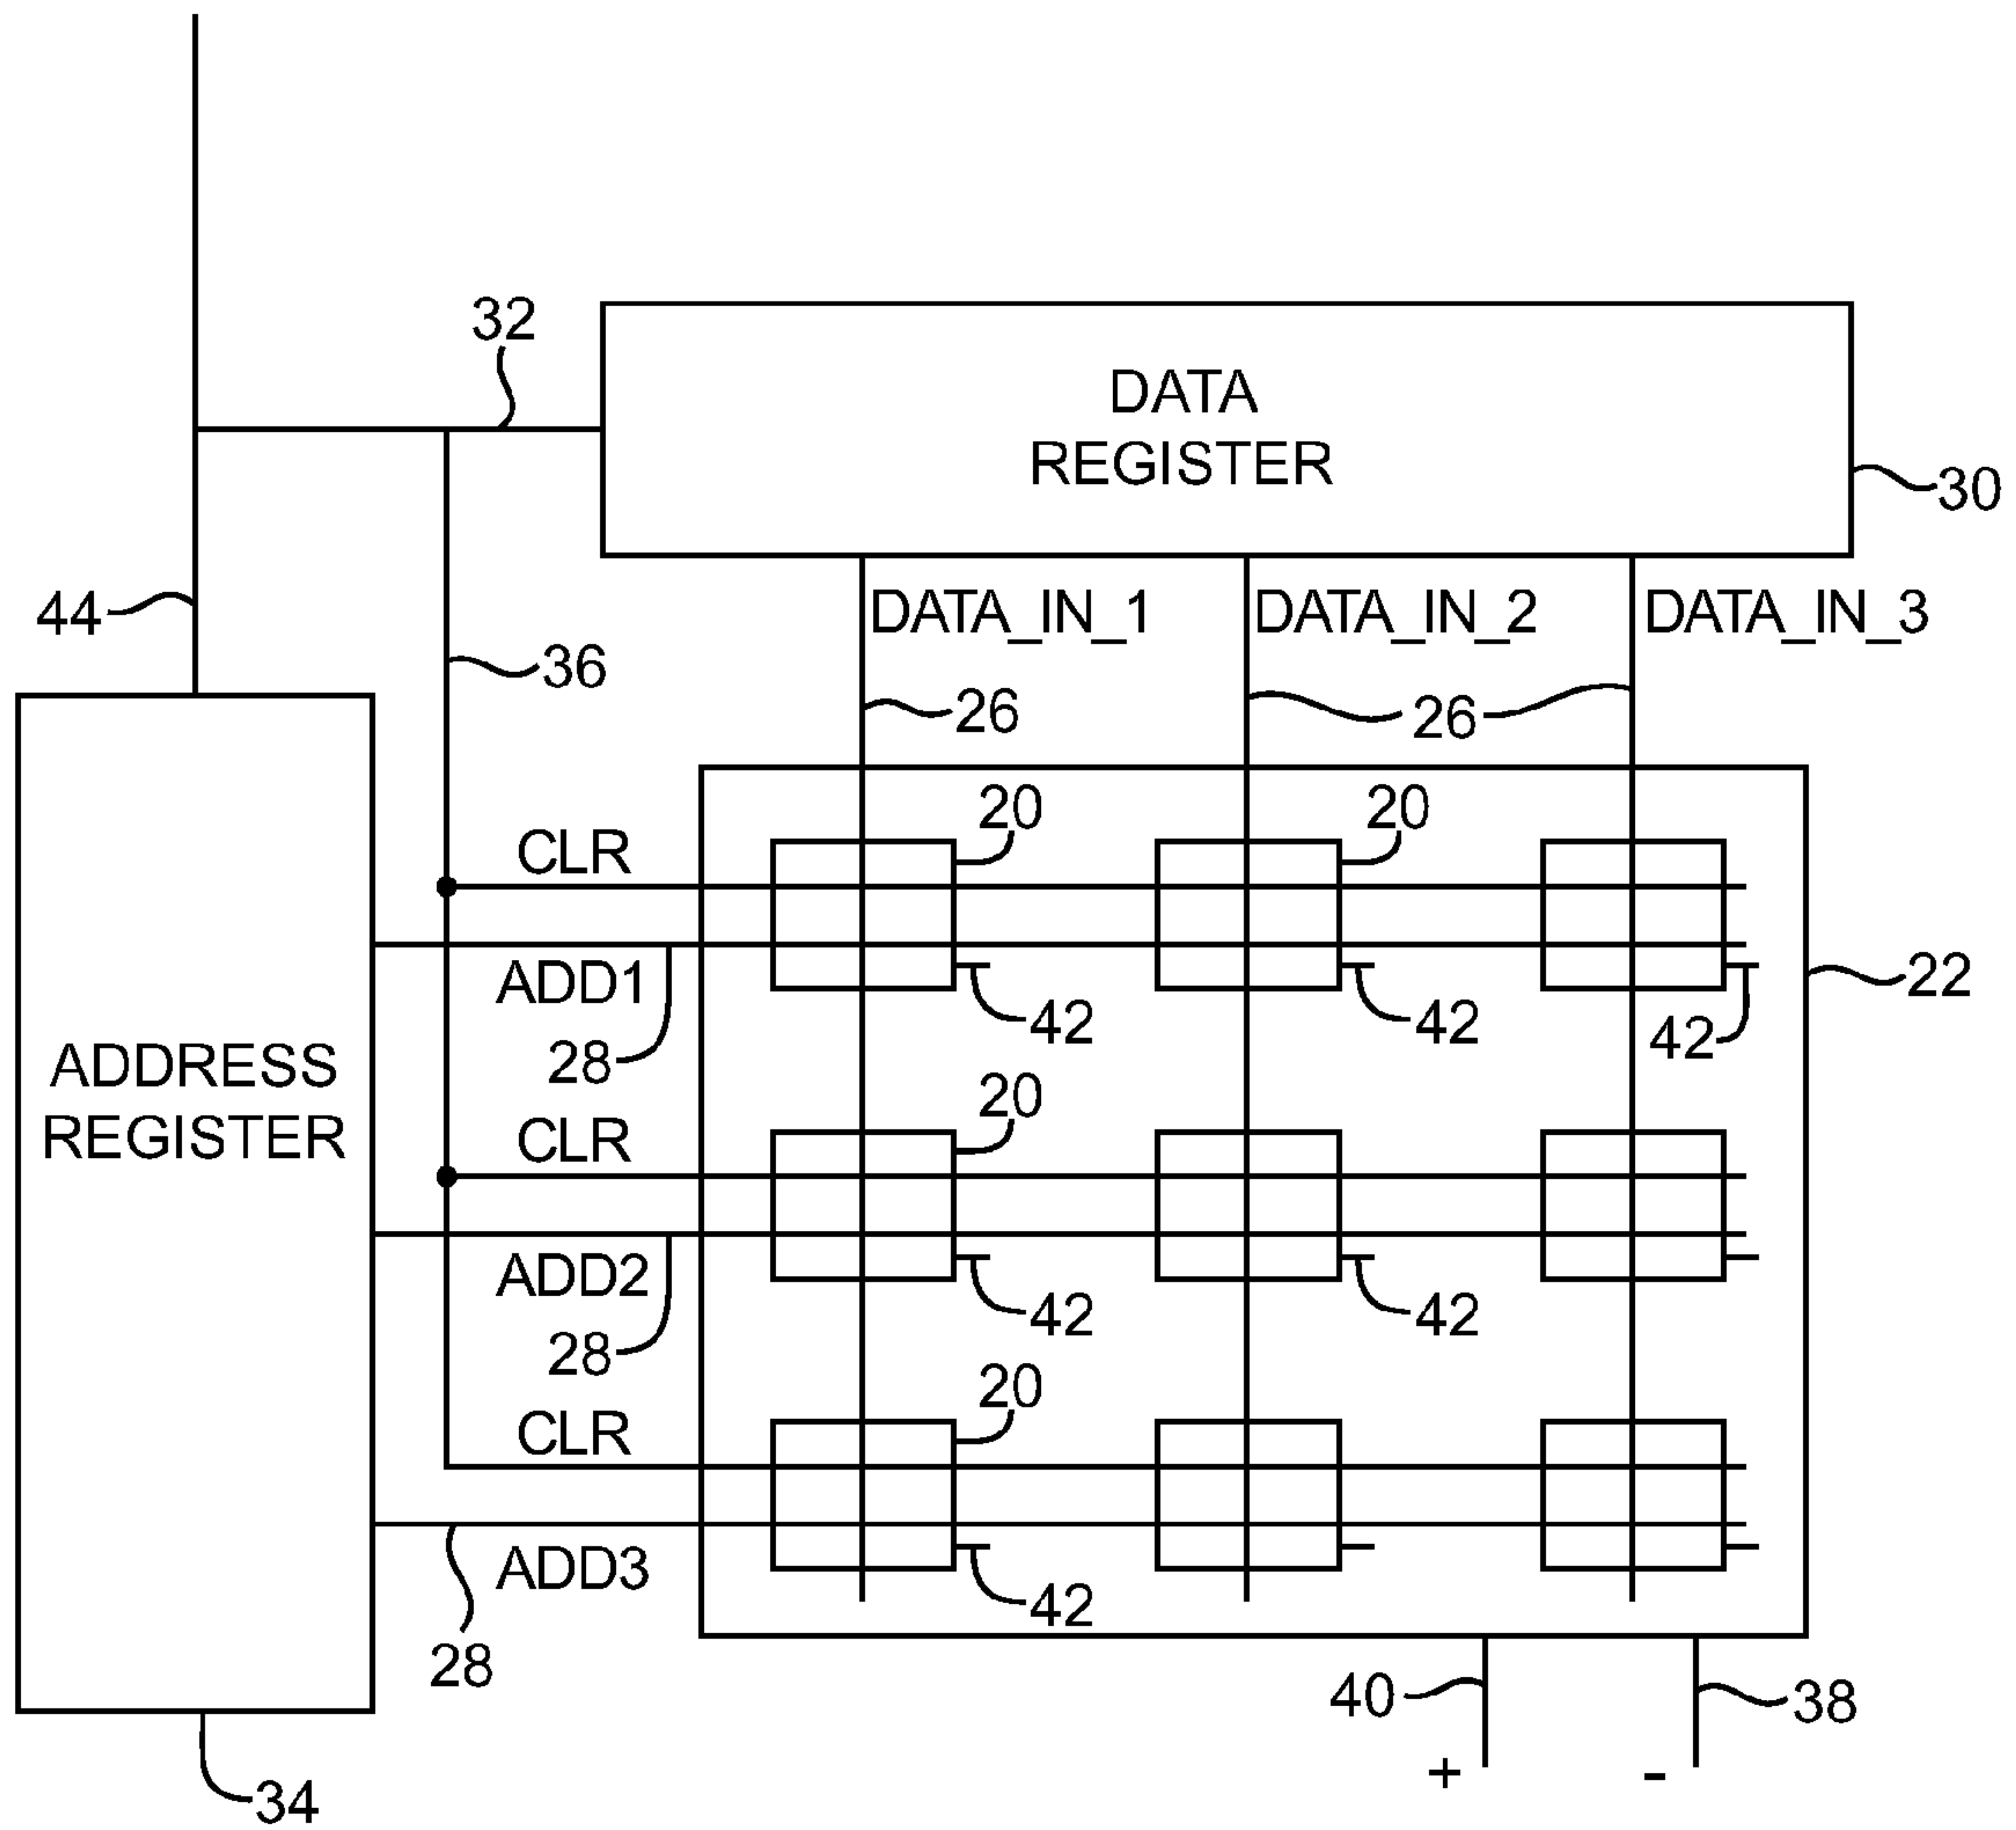 32
DATA
REGISTER
30
44
DATA_IN_1
DATA_IN_2
DATA_IN_3
36
26
26
20
20
CLR
ADD1
22
42
42
42
28
ADDRESS
REGISTER
20
CLR
ADD2
42
42
28
20
CLR
ADD3
42
28
40
38
+
-
34